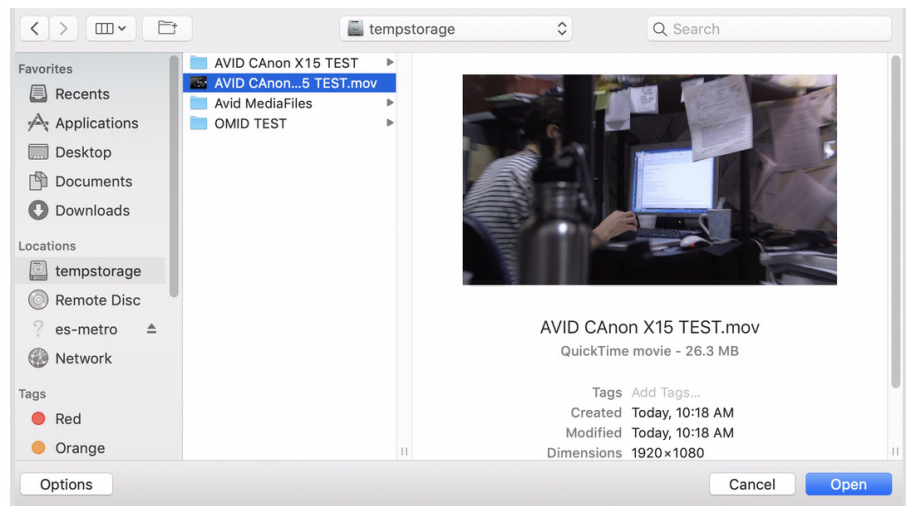 tempstorage
Search
Favorites
Recents
Applications
Desktop
Documents
Downloads
Locations
tempstorage
Remote Disc
es-metro
Network
Tags
Red
Orange
AVID CAnon X15 TEST
AVID CAnon...5 TEST.mov
Avid MediaFiles
OMID TEST
AVID CAnon X15 TEST.mov
QuickTime movie - 26.3 MB
Tags Add Tags...
Created Today, 10:18 AM
Modified Today, 10:18 AM
Dimensions 1920×1080
Options
Cancel
Open